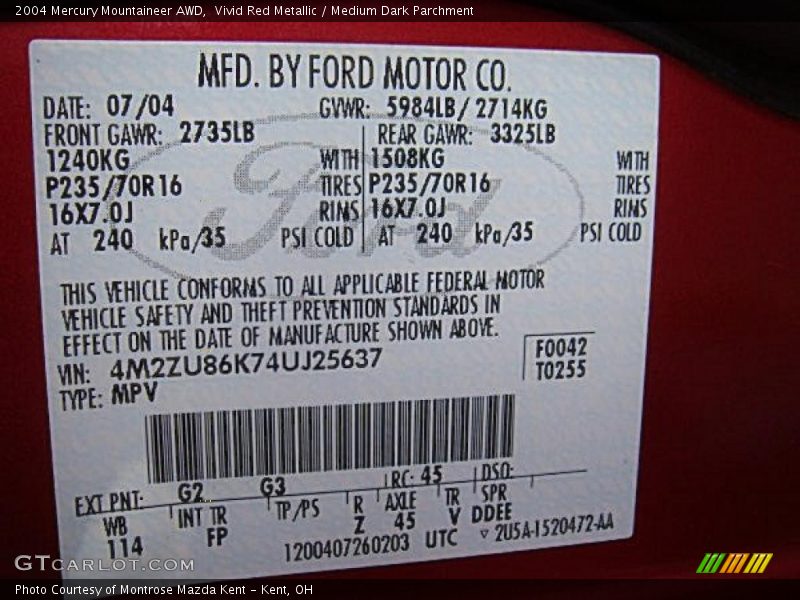 2004 Mercury Mountaineer AWD,  Vivid Red Metallic / Medium Dark Parchment
MFD. BY FORD MOTOR CO.
DATE: 07/04 GVWR: 5984LB/ 2714KG
FRONT GAWR: 2735LB REAR GAWR: 3325LB
1240KG WITH 1508KG WITH
P235/70R16 TIRES P235/70R16 TIRES
16X7.0J RIMS 16X7.0J RIMS
AT 240 kPa/35 PSI COLD AT 240 kPa/35 PSI COLD
Ford
THIS VEHICLE CONFORMS TO ALL APPLICABLE FEDERAL MOTOR
VEHICLE SAFETY AND THEFT PREVENTION STANDARDS IN
EFFECT ON THE DATE OF MANUFACTURE SHOWN ABOVE.
VIN: 4M2ZU86K74UJ25637
F0042
TYPE: MPV
T0255
EXT PNT: G2 G3 RC: 45 DSO:
WB INT TR TP/PS R AXLE TR SPR
114 FP Z 45 V DDEE
1200407260203 UTC ▽ 2U5A-1520472-AA
GTCARLOT.COM
Photo Courtesy of Montrose Mazda Kent - Kent, OH